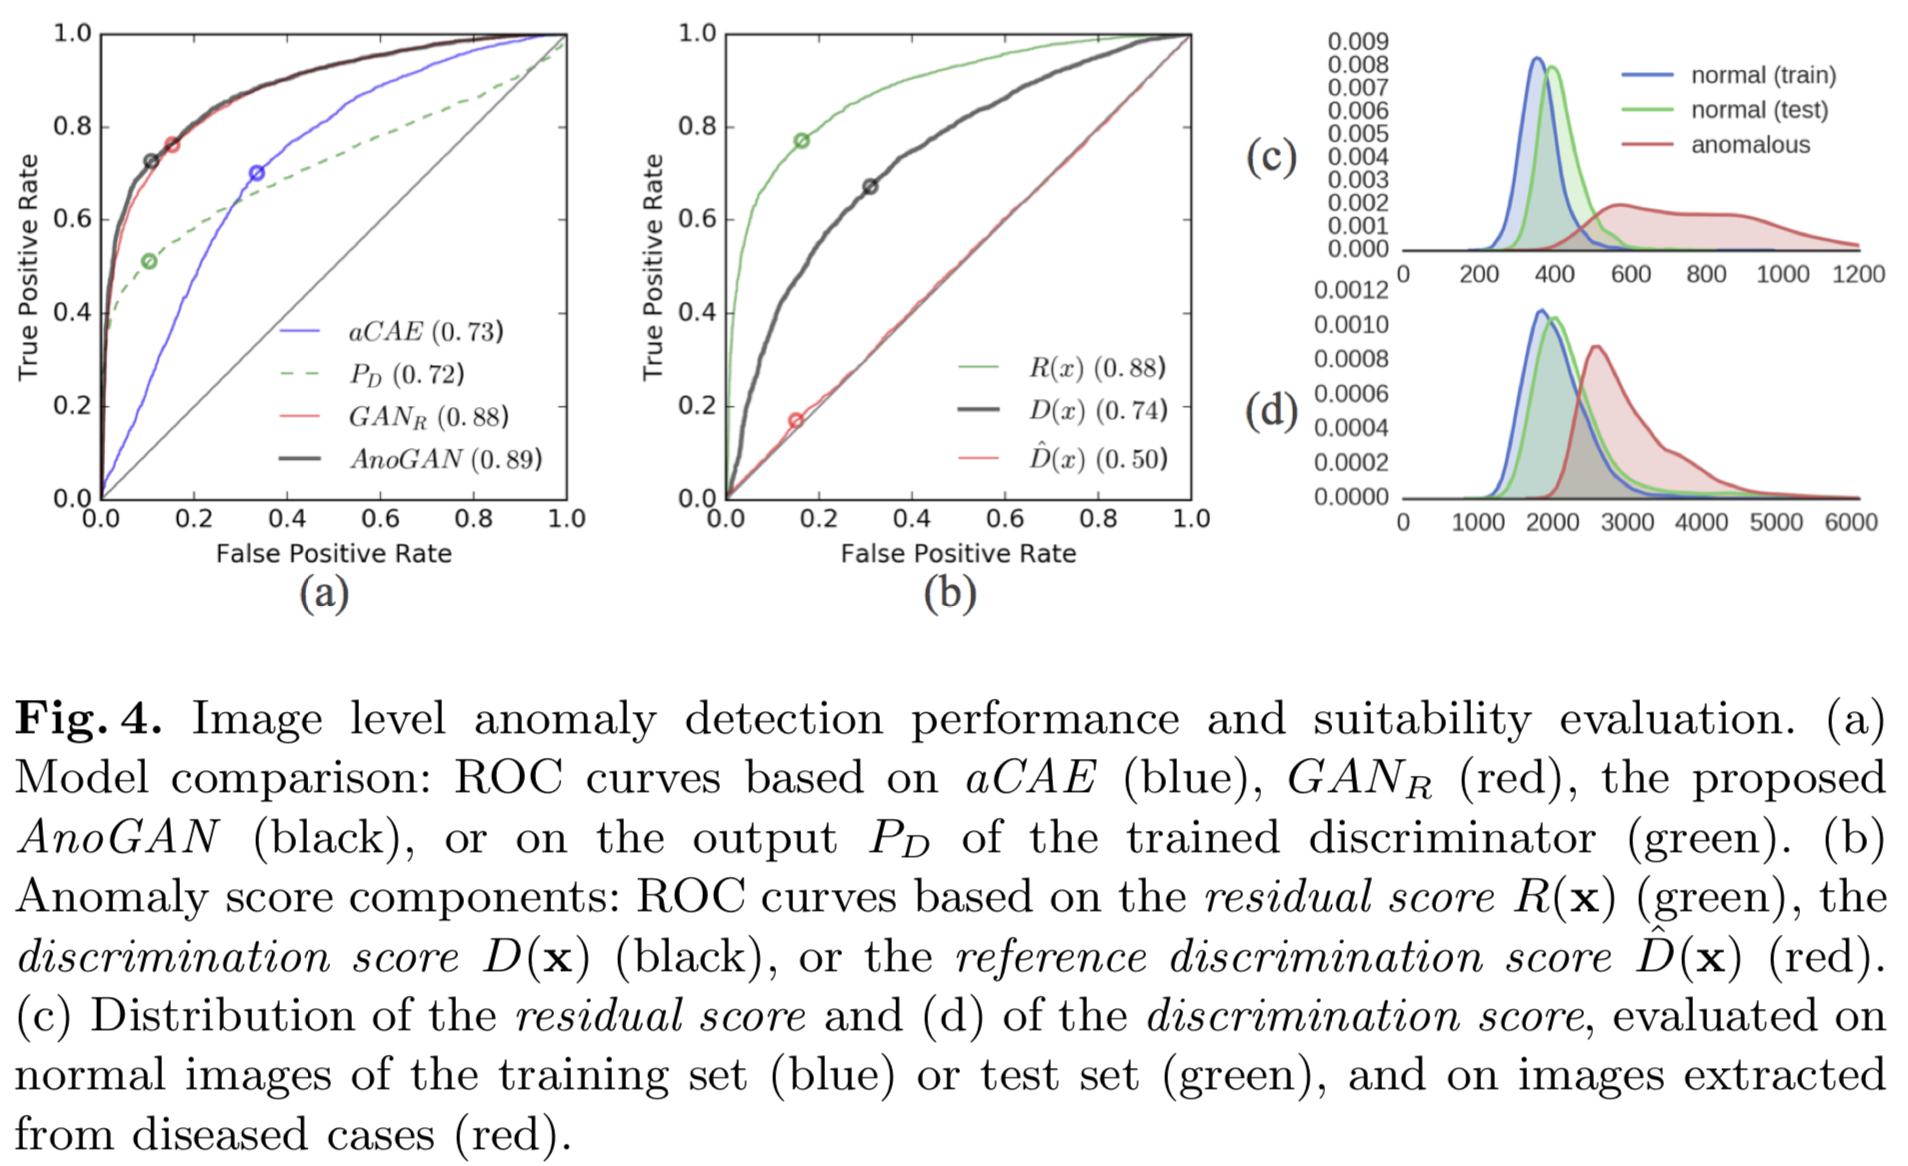 1.0
0.8
0.6
0.4
0.2
0.0
0.0 0.2 0.4 0.6 0.8 1.0
True Positive Rate
False Positive Rate
aCAE (0.73)
P_D (0.72)
GAN_R (0.88)
AnoGAN (0.89)
(a)
1.0
0.8
0.6
0.4
0.2
0.0
0.0 0.2 0.4 0.6 0.8 1.0
True Positive Rate
False Positive Rate
R(x) (0.88)
D(x) (0.74)
D̂(x) (0.50)
(b)
(c)
0.009
0.008
0.007
0.006
0.005
0.004
0.003
0.002
0.001
0.000
0 200 400 600 800 1000 1200
normal (train)
normal (test)
anomalous
(d)
0.0012
0.0010
0.0008
0.0006
0.0004
0.0002
0.0000
0 1000 2000 3000 4000 5000 6000
Fig. 4. Image level anomaly detection performance and suitability evaluation. (a)
Model comparison: ROC curves based on aCAE (blue), GAN_R (red), the proposed
AnoGAN (black), or on the output P_D of the trained discriminator (green). (b)
Anomaly score components: ROC curves based on the residual score R(x) (green), the
discrimination score D(x) (black), or the reference discrimination score D̂(x) (red).
(c) Distribution of the residual score and (d) of the discrimination score, evaluated on
normal images of the training set (blue) or test set (green), and on images extracted
from diseased cases (red).